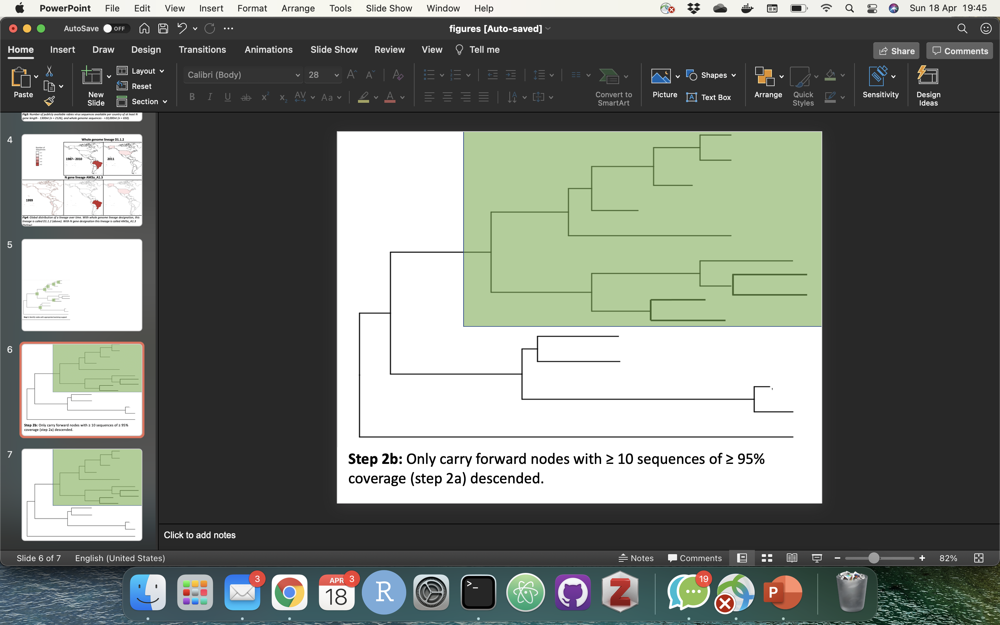 PowerPoint File Edit View Insert Format Arrange Tools Slide Show Window Help Sun 18 Apr 19:45
AutoSave OFF figures [Auto-saved]
Home Insert Draw Design Transitions Animations Slide Show Review View Tell me Share Comments
Paste
New Slide
Layout
Reset
Section
Calibri (Body) 28
Convert to SmartArt
Picture
Shapes
Text Box
Arrange
Quick Styles
Sensitivity
Design Ideas
Fig3: Number of publicly available rabies virus sequences available per country of at least N
gene length - 1300nt (n = 2126), and whole genome sequences - >10,000nt (n = 650).
4
Whole genome lineage D1.1.2
Number of
Sequences
1987– 2010
2011
N gene lineage AM3a_A1.3
1999
Fig4: Global distribution of a lineage over time. With whole genome lineage designation, this
lineage is called D1.1.2 (above). With N gene designation this lineage is called AM3a_A1.3
(below)
5
Step 1: Identify nodes with appropriate bootstrap support
6
Step 2b: Only carry forward nodes with ≥ 10 sequences of ≥ 95%
coverage (step 2a) descended.
7
Step 2b: Only carry forward nodes with ≥ 10 sequences of ≥ 95%
coverage (step 2a) descended.
Click to add notes
Slide 6 of 7 English (United States) Notes Comments 82%
3
APR 3
18
R
>_
Z
19
P